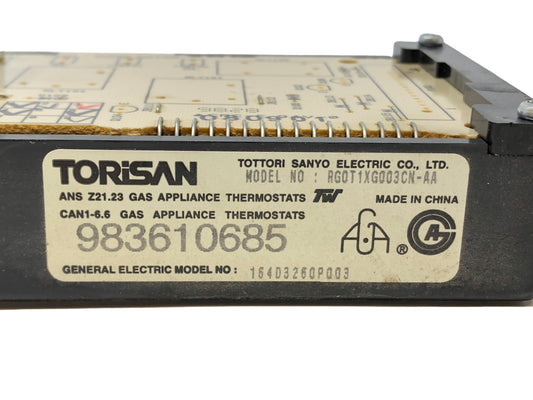 TORiSAN
TOTTORI SANYO ELECTRIC CO., LTD.
MODEL NO : RGOT1XG003CN-AA
ANS Z21.23 GAS APPLIANCE THERMOSTATS
MADE IN CHINA
CAN1-6.6 GAS APPLIANCE THERMOSTATS
983610685
GENERAL ELECTRIC MODEL NO : 164D3260P003